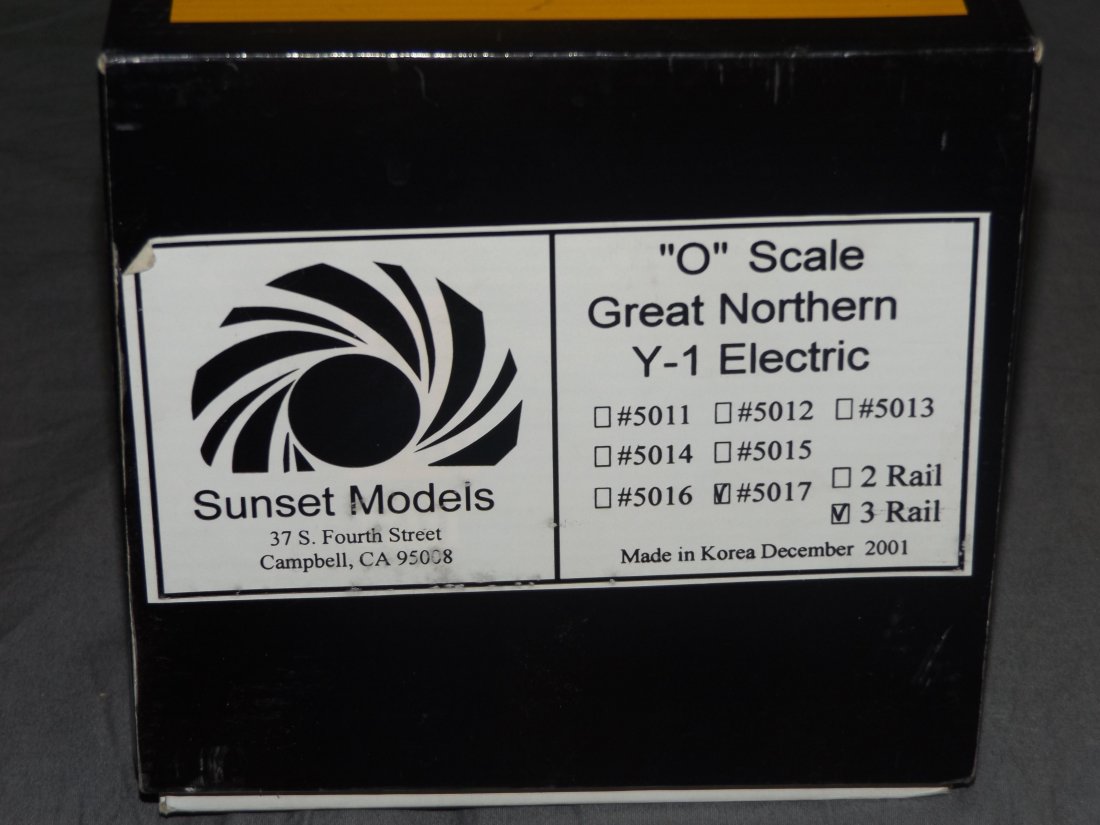 Sunset Models
37 S. Fourth Street
Campbell, CA 95008
"O" Scale
Great Northern
Y-1 Electric
☐#5011 ☐#5012 ☐#5013
☐#5014 ☐#5015
☐#5016 ☑#5017
☐ 2 Rail
☑ 3 Rail
Made in Korea December 2001